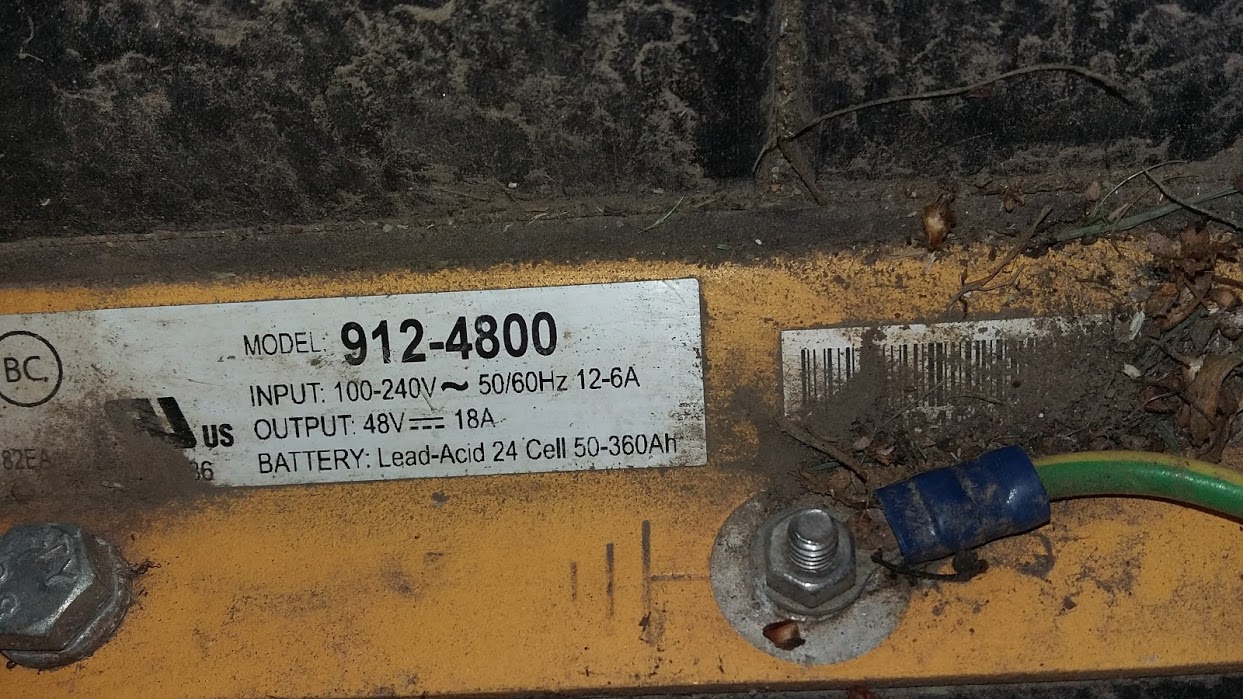 BC
MODEL: 912-4800
INPUT: 100-240V ~ 50/60Hz 12-6A
US
OUTPUT: 48V ⎓ 18A
BATTERY: Lead-Acid 24 Cell 50-360Ah